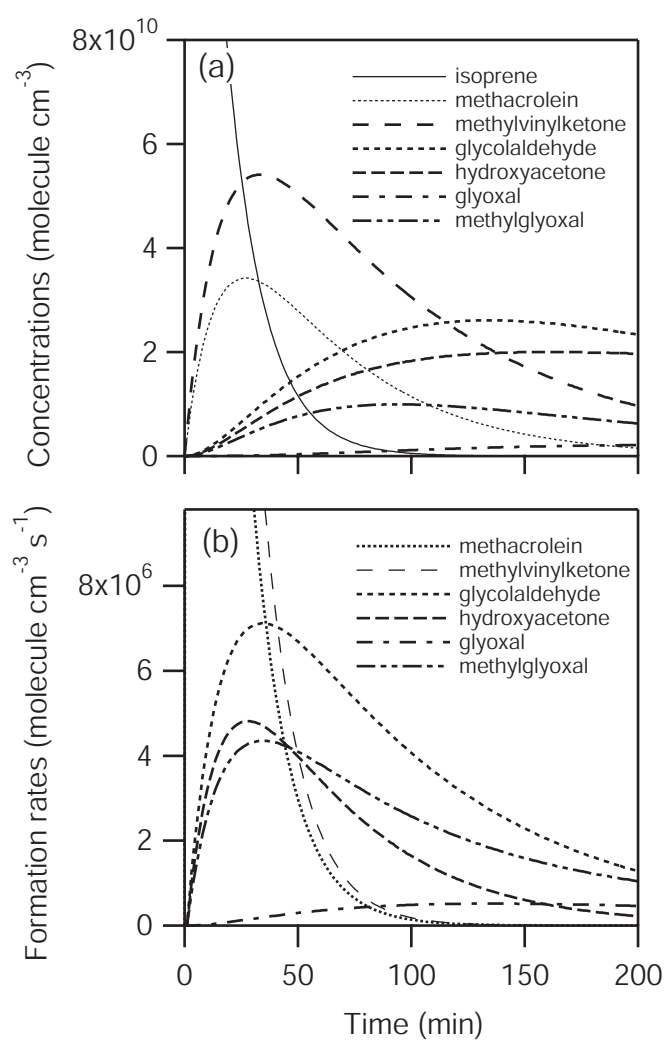 8x10^10
6
4
2
0
Concentrations (molecule cm^-3)
(a)
isoprene
methacrolein
methylvinylketone
glycolaldehyde
hydroxyacetone
glyoxal
methylglyoxal
8x10^6
6
4
2
0
Formation rates (molecule cm^-3 s^-1)
(b)
methacrolein
methylvinylketone
glycolaldehyde
hydroxyacetone
glyoxal
methylglyoxal
0 50 100 150 200
Time (min)